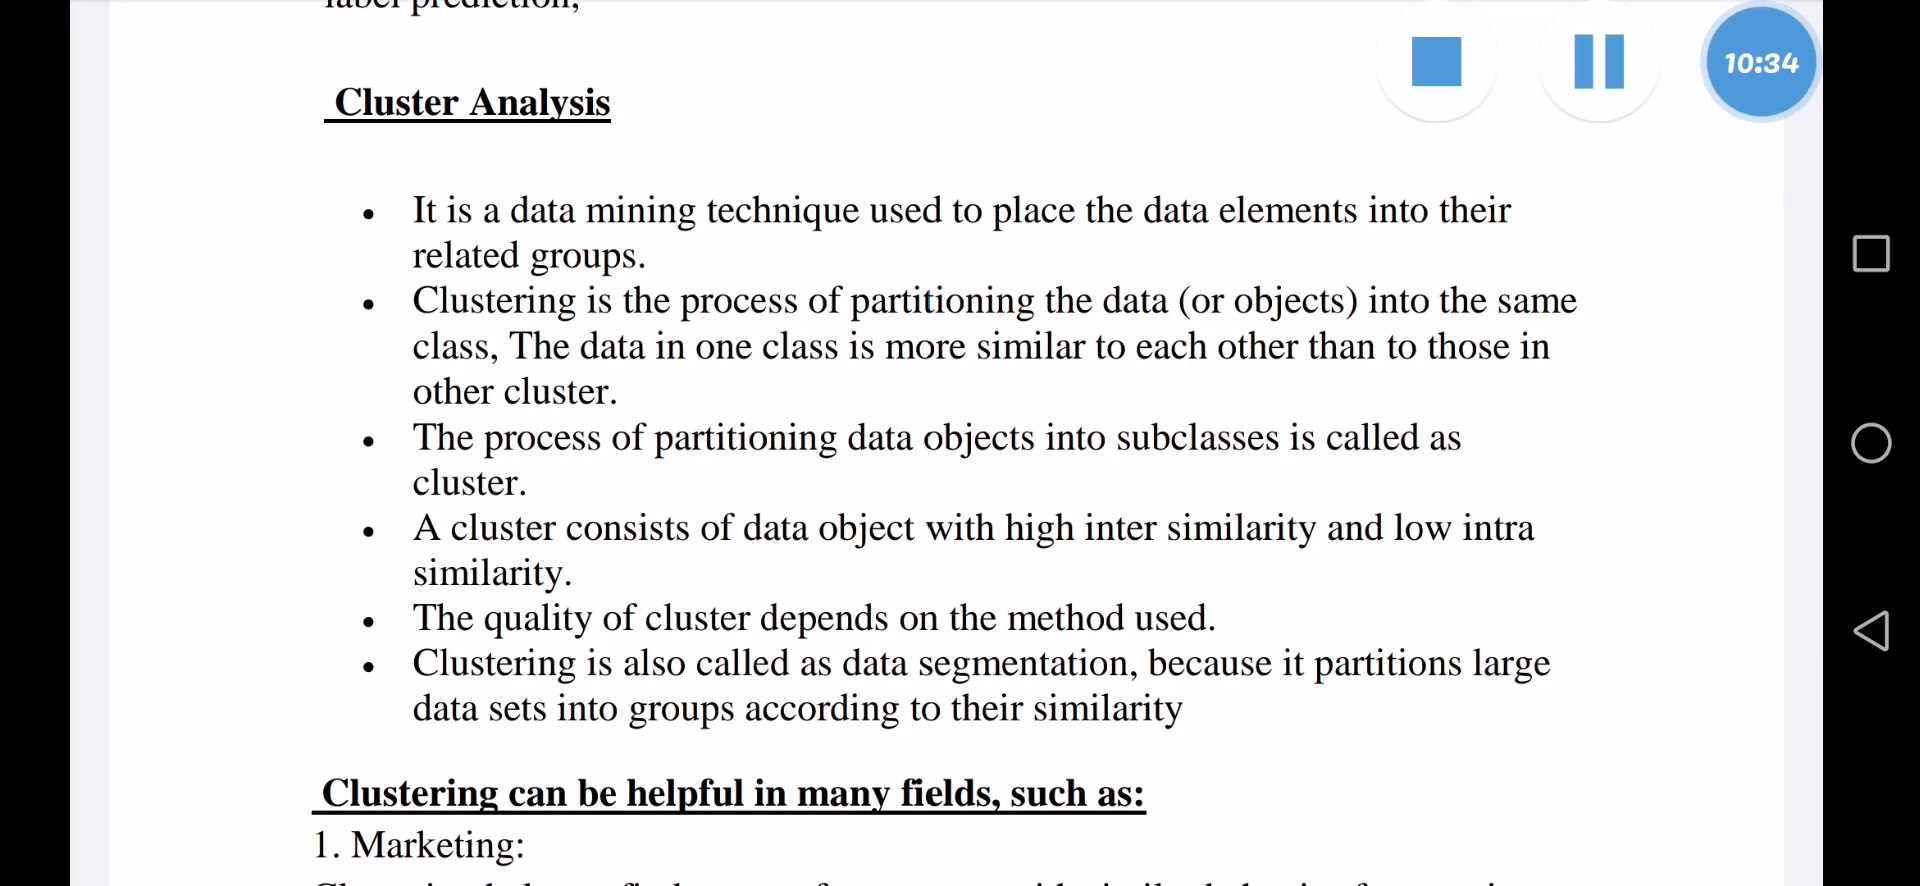 label prediction,
10:34
Cluster Analysis
• It is a data mining technique used to place the data elements into their
related groups.
• Clustering is the process of partitioning the data (or objects) into the same
class, The data in one class is more similar to each other than to those in
other cluster.
• The process of partitioning data objects into subclasses is called as
cluster.
• A cluster consists of data object with high inter similarity and low intra
similarity.
• The quality of cluster depends on the method used.
• Clustering is also called as data segmentation, because it partitions large
data sets into groups according to their similarity
Clustering can be helpful in many fields, such as:
1. Marketing: